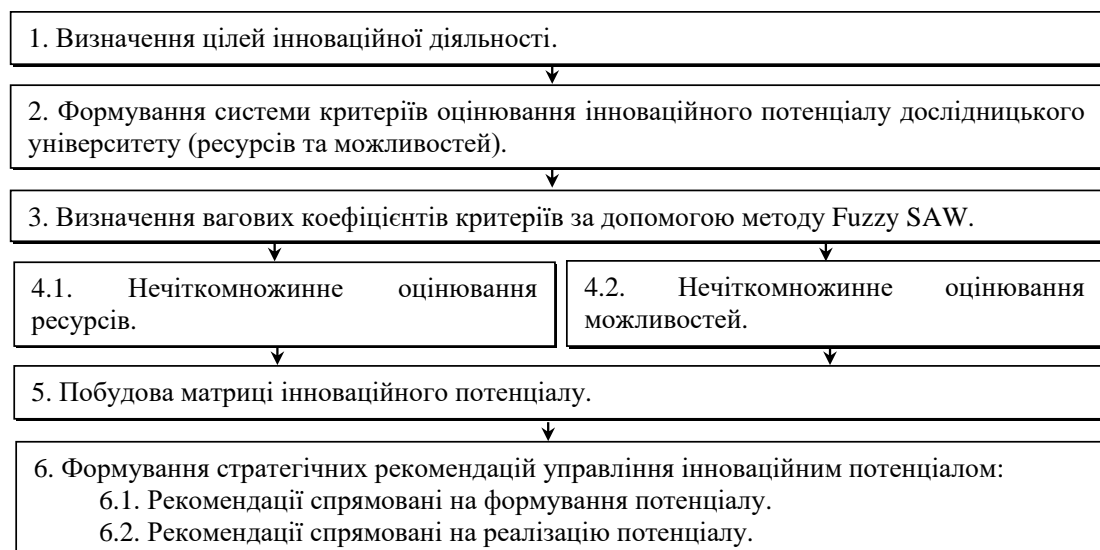 1. Визначення цілей інноваційної діяльності.
2. Формування системи критеріїв оцінювання інноваційного потенціалу дослідницького
університету (ресурсів та можливостей).
3. Визначення вагових коефіцієнтів критеріїв за допомогою методу Fuzzy SAW.
4.1. Нечіткомножинне оцінювання
ресурсів.
4.2. Нечіткомножинне оцінювання
можливостей.
5. Побудова матриці інноваційного потенціалу.
6. Формування стратегічних рекомендацій управління інноваційним потенціалом:
6.1. Рекомендації спрямовані на формування потенціалу.
6.2. Рекомендації спрямовані на реалізацію потенціалу.